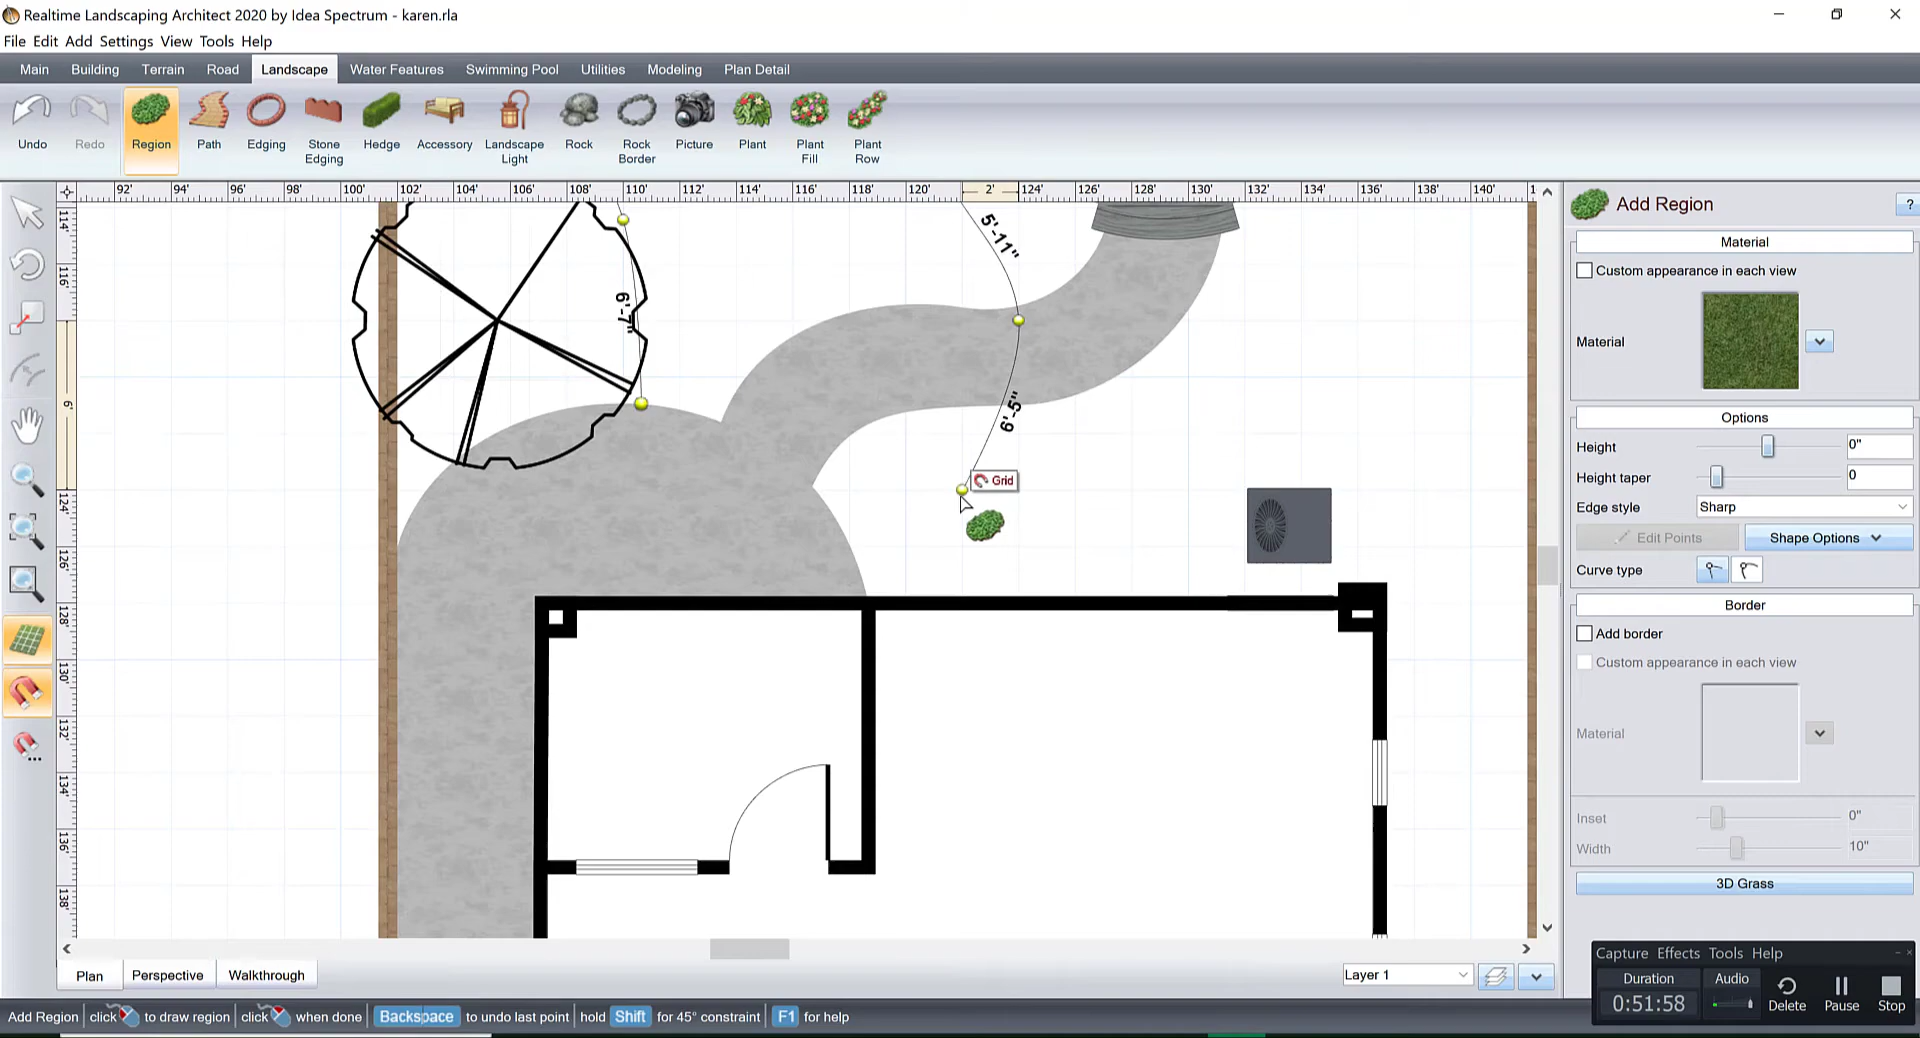 Realtime Landscaping Architect 2020 by Idea Spectrum - karen.rla
File Edit Add Settings View Tools Help
Main Building Terrain Road Landscape Water Features Swimming Pool Utilities Modeling Plan Detail
Undo Redo Region Path Edging Stone Edging Hedge Accessory Landscape Light Rock Rock Border Picture Plant Plant Fill Plant Row
92' 94' 96' 98' 100' 102' 104' 106' 108' 110' 112' 114' 116' 118' 120' 2' 124' 126' 128' 130' 132' 134' 136' 138' 140' 1
114'
116'
6'
124'
126'
128'
130'
132'
134'
136'
138'
5'-11"
6'-7"
6'-5"
Grid
Add Region
?
Material
Custom appearance in each view
Material
Options
Height 0"
Height taper 0
Edge style Sharp
Edit Points Shape Options
Curve type
Border
Add border
Custom appearance in each view
Material
Inset 0"
Width 10"
3D Grass
Capture Effects Tools Help
Duration Audio
0:51:58 Delete Pause Stop
Plan Perspective Walkthrough Layer 1
Add Region click to draw region click when done Backspace to undo last point hold Shift for 45° constraint F1 for help